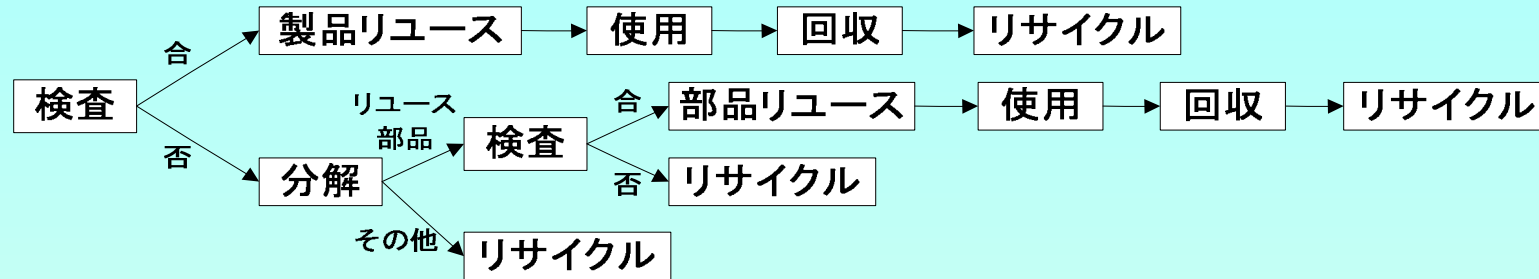 合
製品リユース
使用
回収
リサイクル
検査
リユース
部品
合
部品リユース
使用
回収
リサイクル
否
分解
検査
否
リサイクル
その他
リサイクル